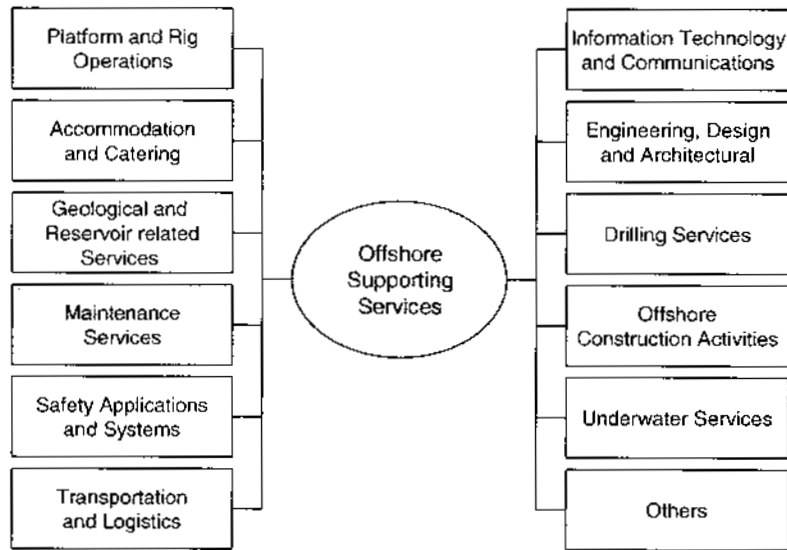 Platform and Rig
Operations
Accommodation
and Catering
Geological and
Reservoir related
Services
Maintenance
Services
Safety Applications
and Systems
Transportation
and Logistics
Offshore
Supporting
Services
Information Technology
and Communications
Engineering, Design
and Architectural
Drilling Services
Offshore
Construction Activities
Underwater Services
Others